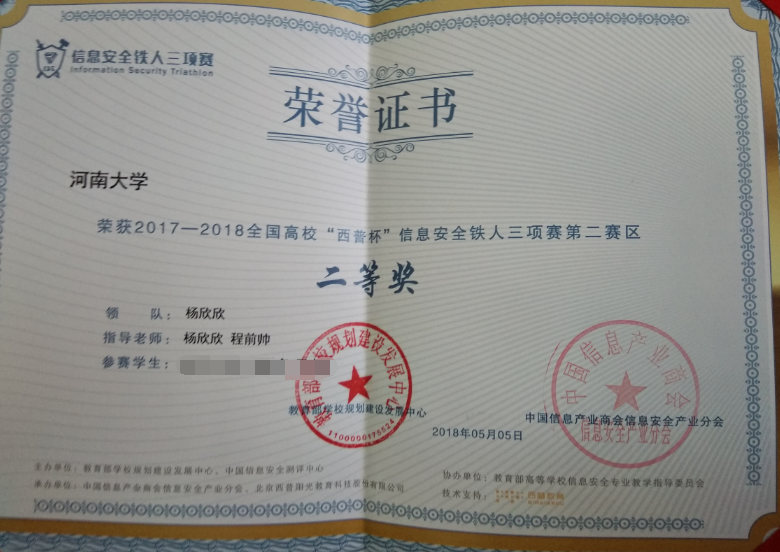 信息安全铁人三项赛
Information Security Triathlon
荣誉证书
河南大学
荣获2017—2018全国高校“西普杯”信息安全铁人三项赛第二赛区
二等奖
领 队：杨欣欣
指导老师：杨欣欣 程前帅
参赛学生：
教育部学校规划建设发展中心
1100000175524
教育部学校规划建设发展中心
中国信息产业商会
信息安全产业分会
中国信息产业商会信息安全产业分会
2018年05月05日
主办单位：教育部学校规划建设发展中心、中国信息安全测评中心
承办单位：中国信息产业商会信息安全产业分会、北京西普阳光教育科技股份有限公司
协办单位：教育部高等学校信息安全专业教学指导委员会
技术支持：